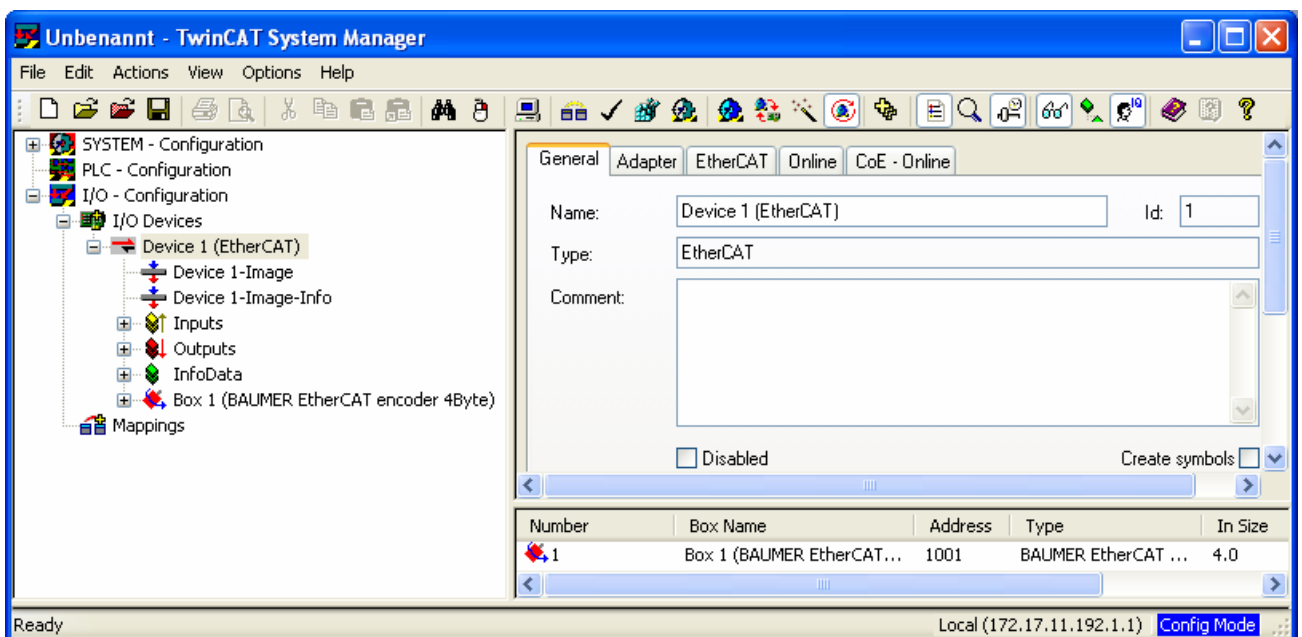 Unbenannt - TwinCAT System Manager
File Edit Actions View Options Help
SYSTEM - Configuration
PLC - Configuration
I/O - Configuration
I/O Devices
Device 1 (EtherCAT)
Device 1-Image
Device 1-Image-Info
Inputs
Outputs
InfoData
Box 1 (BAUMER EtherCAT encoder 4Byte)
Mappings
General Adapter EtherCAT Online CoE - Online
Name: Device 1 (EtherCAT) Id: 1
Type: EtherCAT
Comment:
Disabled Create symbols
Number Box Name Address Type In Size
1 Box 1 (BAUMER EtherCAT... 1001 BAUMER EtherCAT ... 4.0
Ready Local (172.17.11.192.1.1) Config Mode